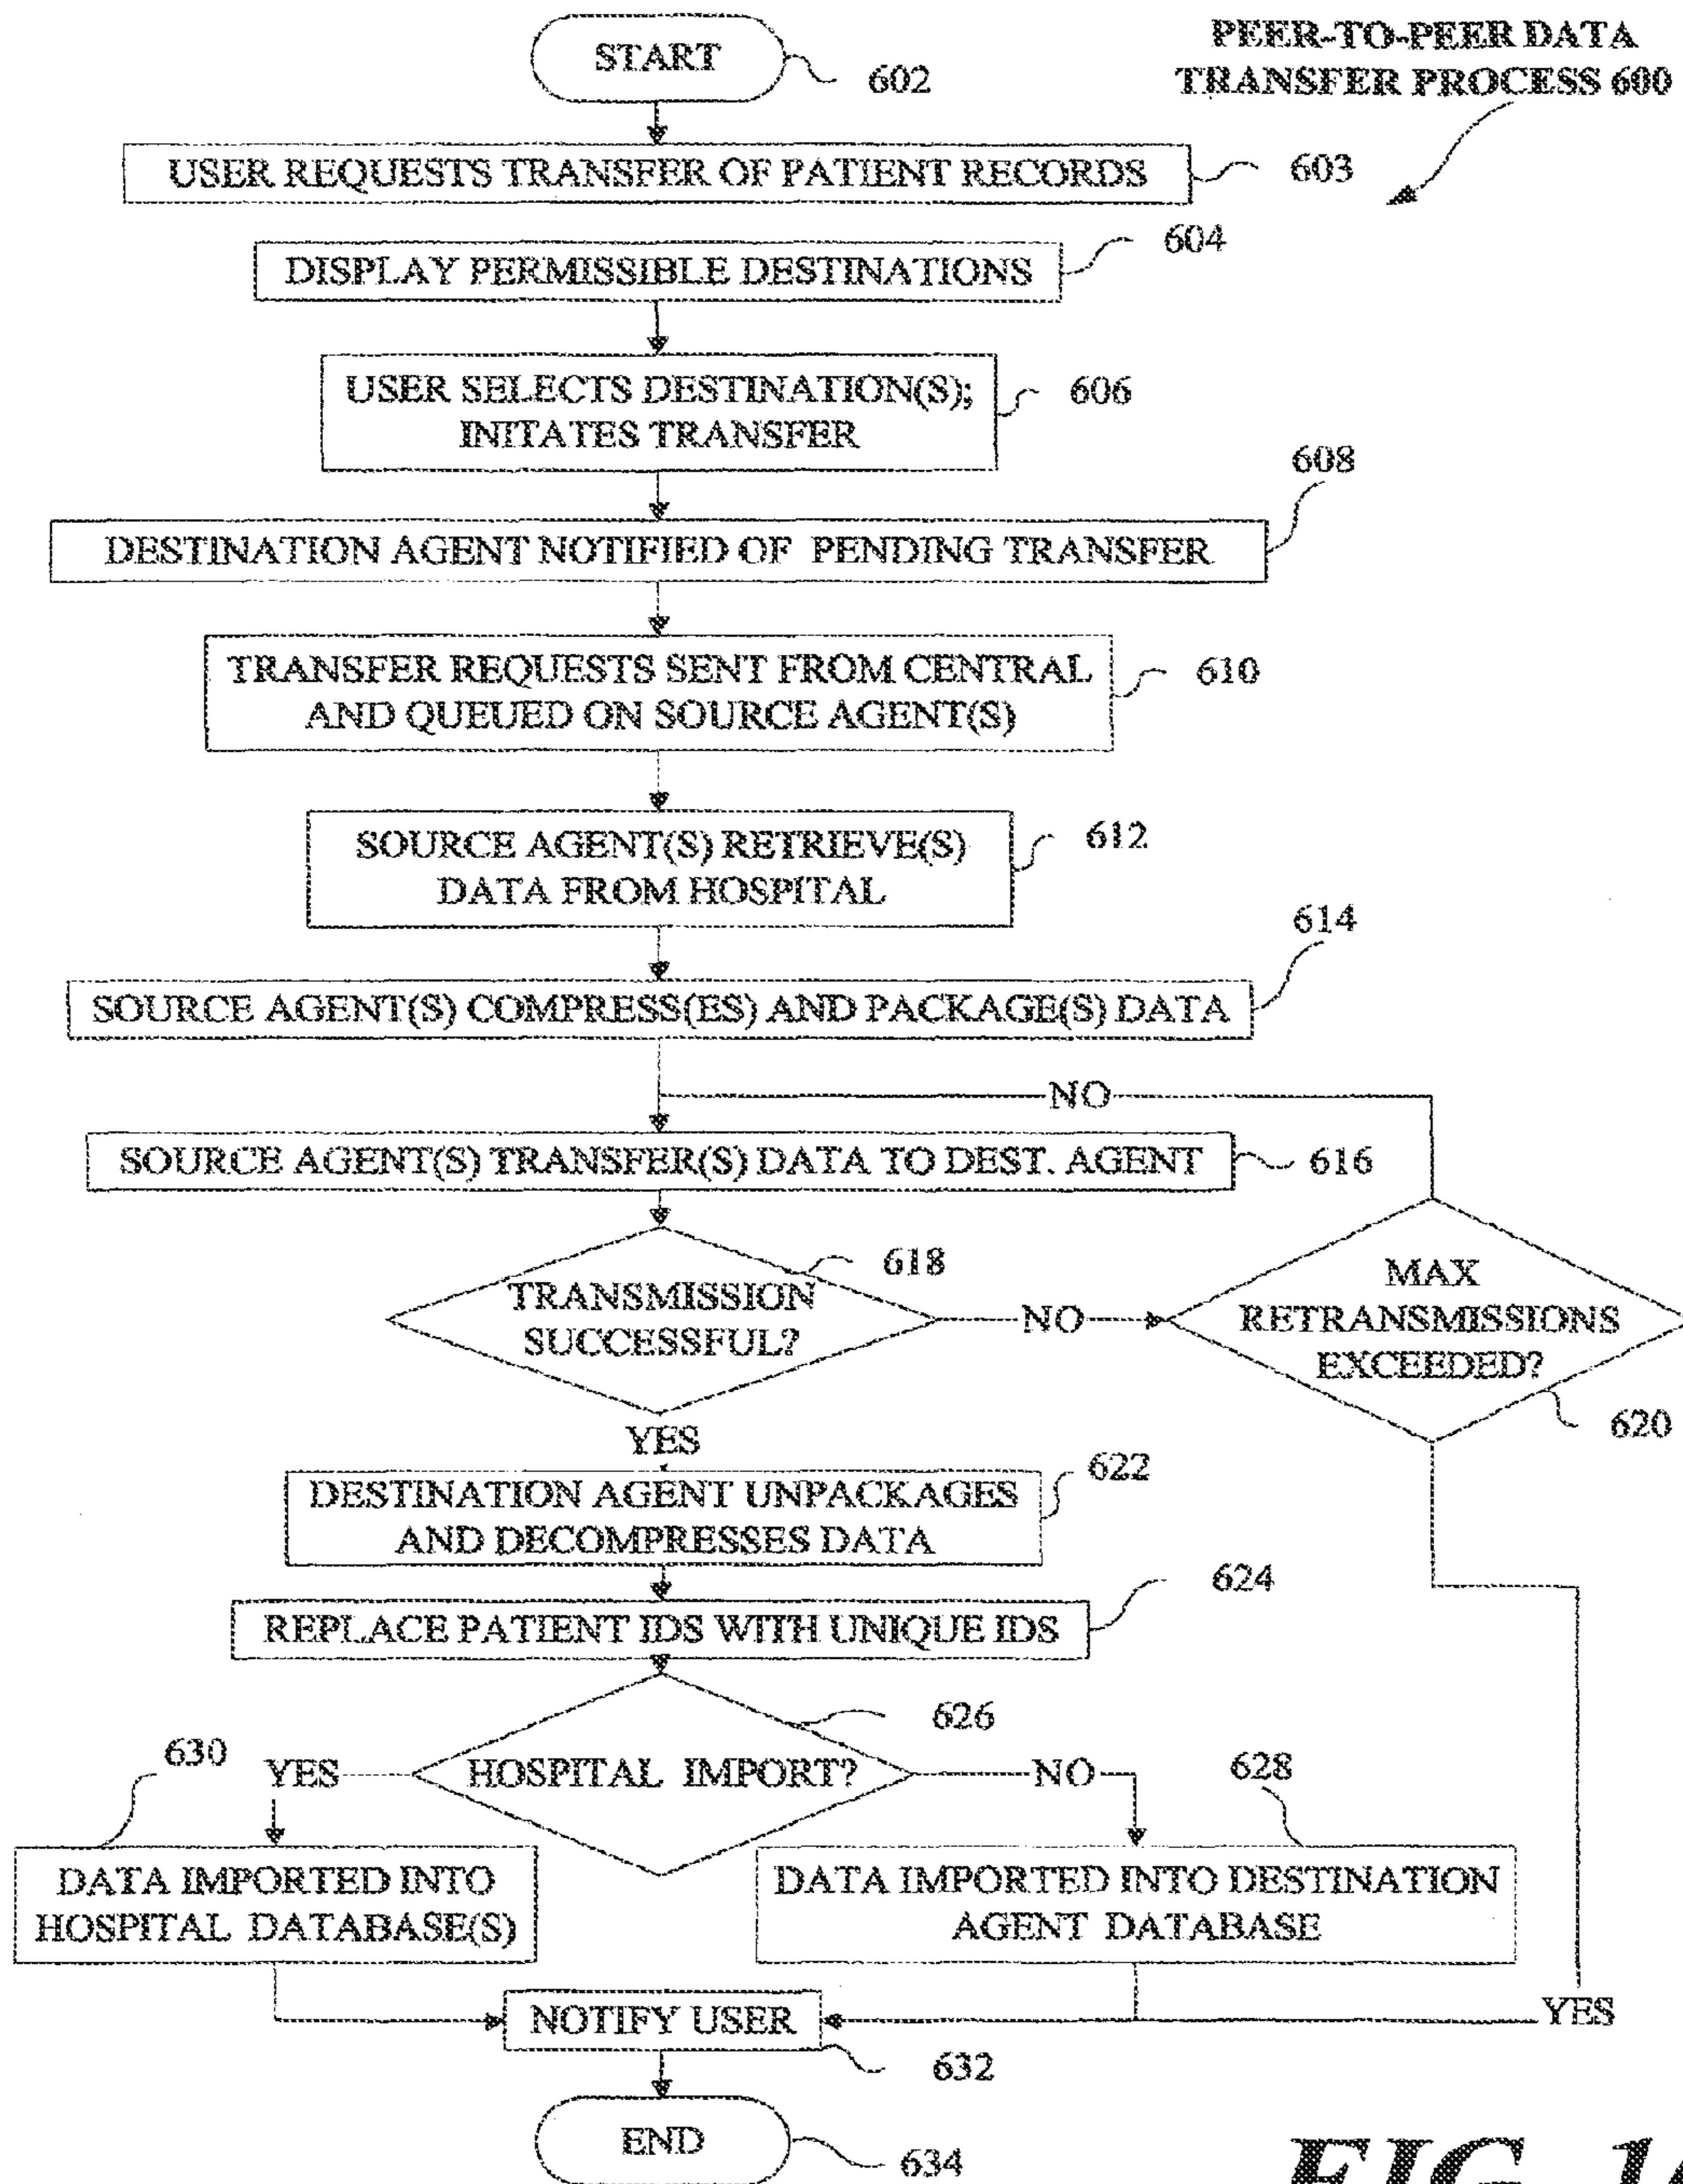 START
602
PEER-TO-PEER DATA
TRANSFER PROCESS 600
USER REQUESTS TRANSFER OF PATIENT RECORDS
603
604
DISPLAY PERMISSIBLE DESTINATIONS
USER SELECTS DESTINATION(S);
INITATES TRANSFER
606
608
DESTINATION AGENT NOTIFIED OF PENDING TRANSFER
TRANSFER REQUESTS SENT FROM CENTRAL
AND QUEUED ON SOURCE AGENT(S)
610
SOURCE AGENT(S) RETRIEVE(S)
DATA FROM HOSPITAL
612
614
SOURCE AGENT(S) COMPRESS(ES) AND PACKAGE(S) DATA
NO
SOURCE AGENT(S) TRANSFER(S) DATA TO DEST. AGENT
616
618
TRANSMISSION
SUCCESSFUL?
NO
MAX
RETRANSMISSIONS
EXCEEDED?
620
YES
622
DESTINATION AGENT UNPACKAGES
AND DECOMPRESSES DATA
624
REPLACE PATIENT IDS WITH UNIQUE IDS
626
630
YES
HOSPITAL IMPORT?
NO
628
DATA IMPORTED INTO
HOSPITAL DATABASE(S)
DATA IMPORTED INTO DESTINATION
AGENT DATABASE
NOTIFY USER
YES
632
END
634